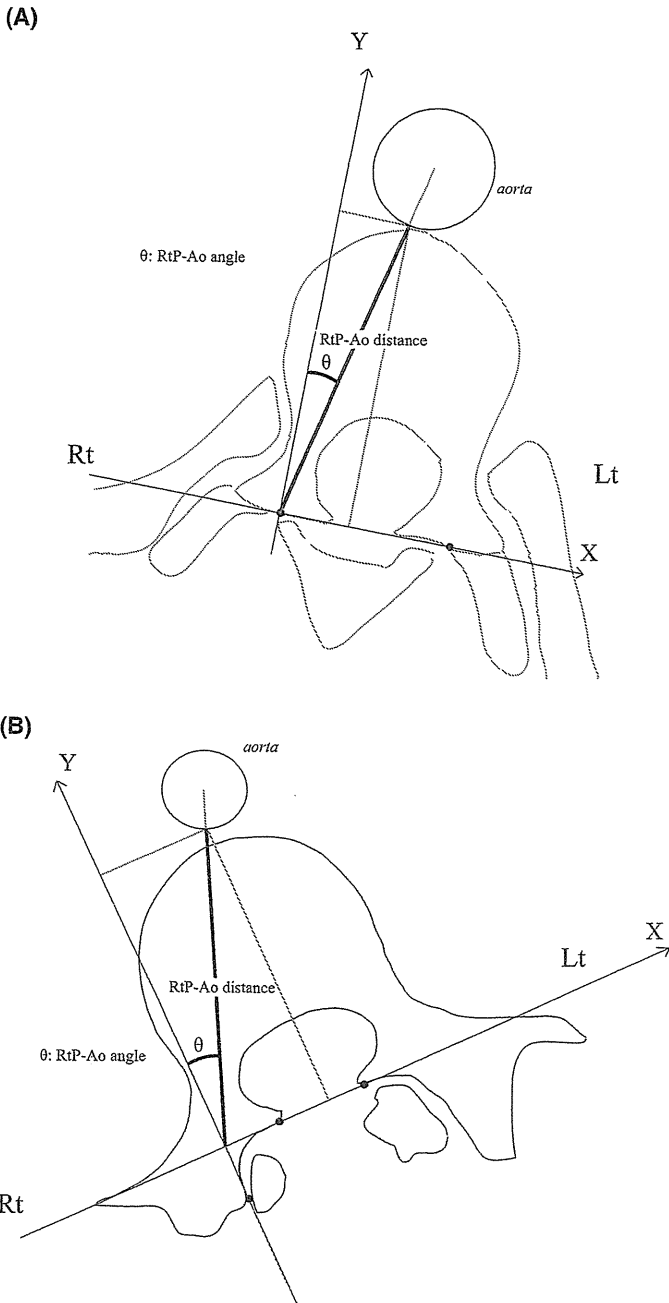 (A)
Y
aorta
θ: RtP-Ao angle
RtP-Ao distance
θ
Rt
Lt
X
(B)
aorta
Y
X
Lt
RtP-Ao distance
θ
θ: RtP-Ao angle
Rt